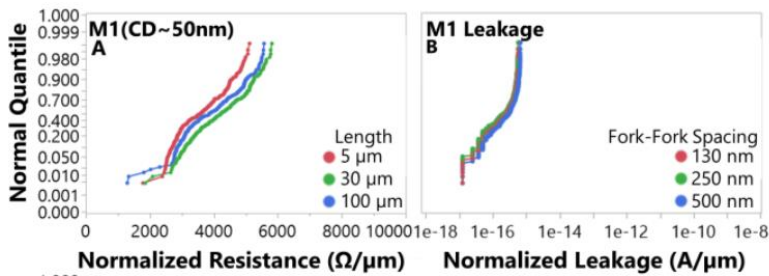 M1(CD~50nm)
A
Normal Quantile
1.000
0.999
0.980
0.900
0.700
0.400
0.200
0.050
0.010
0.001
0.000
Length
5 µm
30 µm
100 µm
0 2000 4000 6000 8000 10000
Normalized Resistance (Ω/µm)
M1 Leakage
B
Fork-Fork Spacing
130 nm
250 nm
500 nm
1e-18 1e-16 1e-14 1e-12 1e-10 1e-8
Normalized Leakage (A/µm)